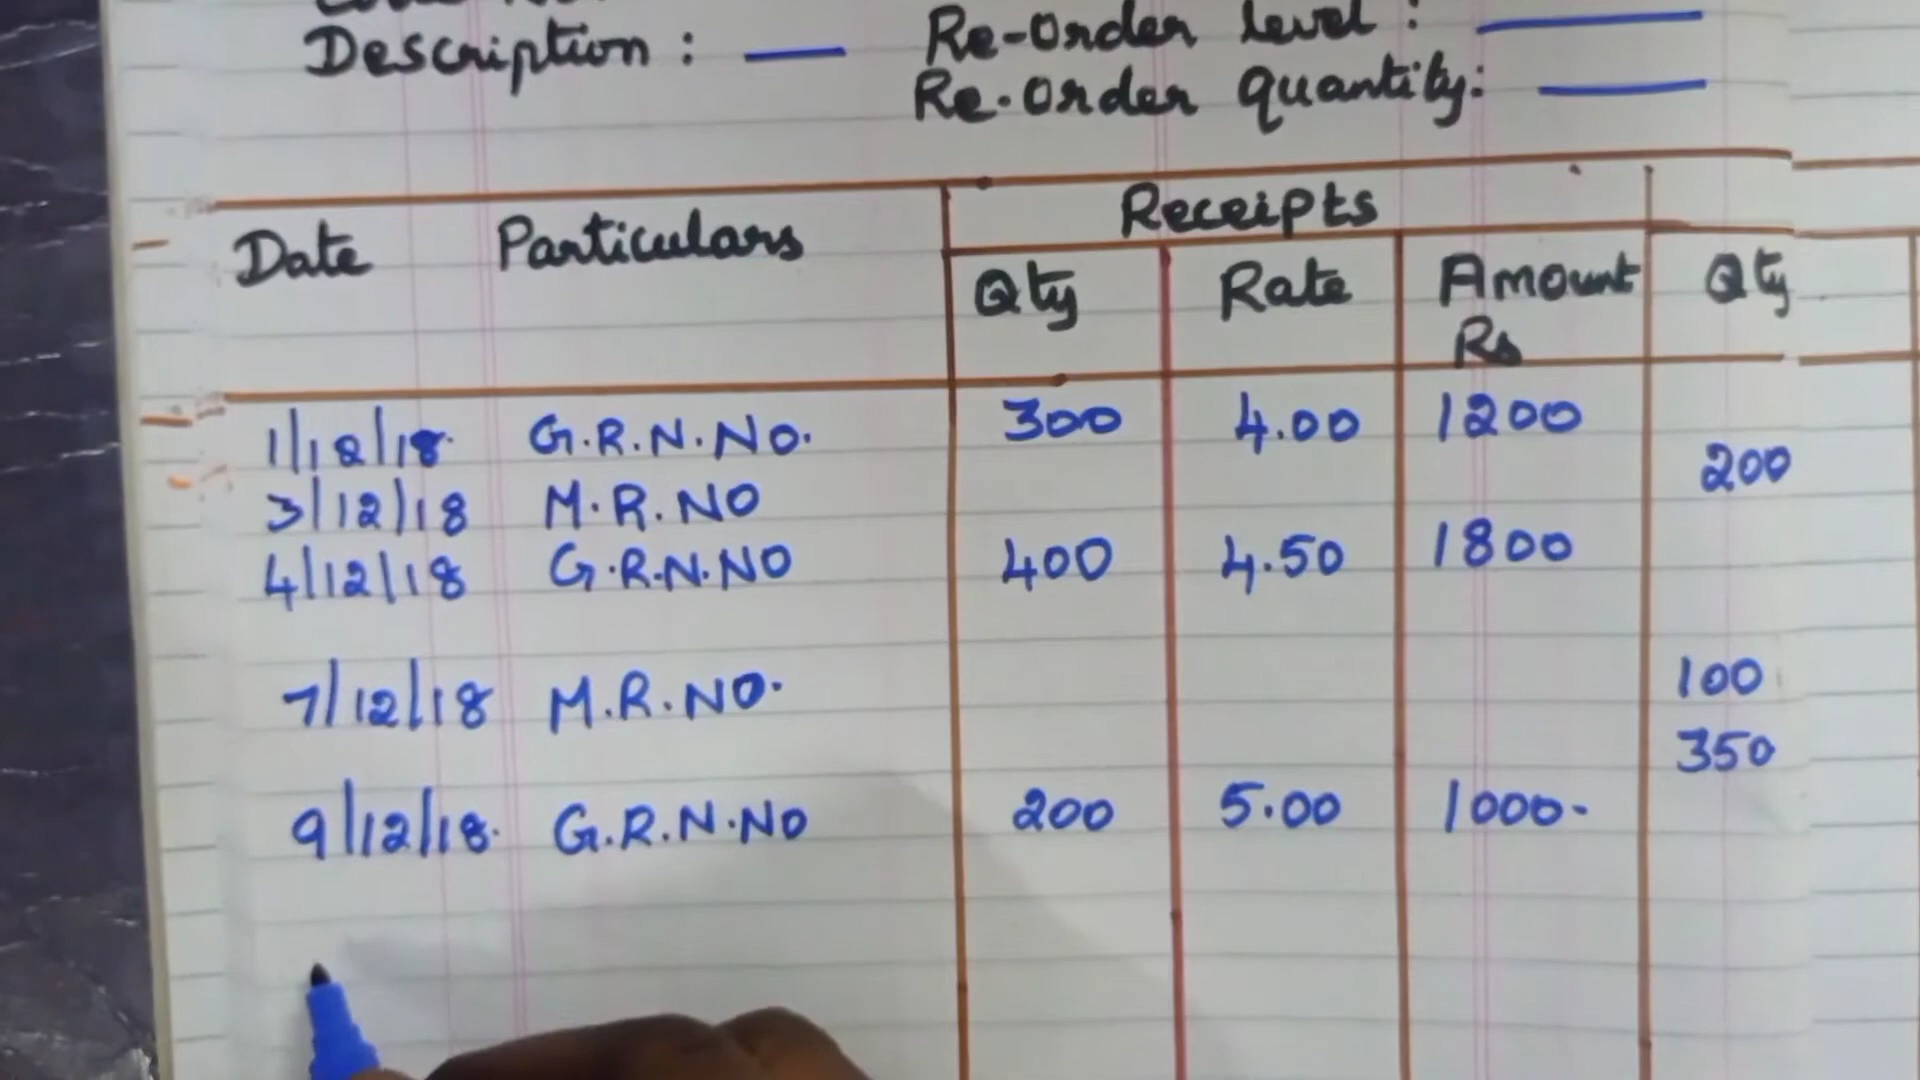 Description : — Re-Order level :
Re-Order quantity:
Receipts
Date Particulars Qty Rate Amount Rs Qty
1/12/18. G.R.N.No. 300 4.00 1200
3/12/18 M.R.NO 200
4/12/18 G.R.N.NO 400 4.50 1800
7/12/18 M.R.NO. 100
350
9/12/18. G.R.N.NO 200 5.00 1000-